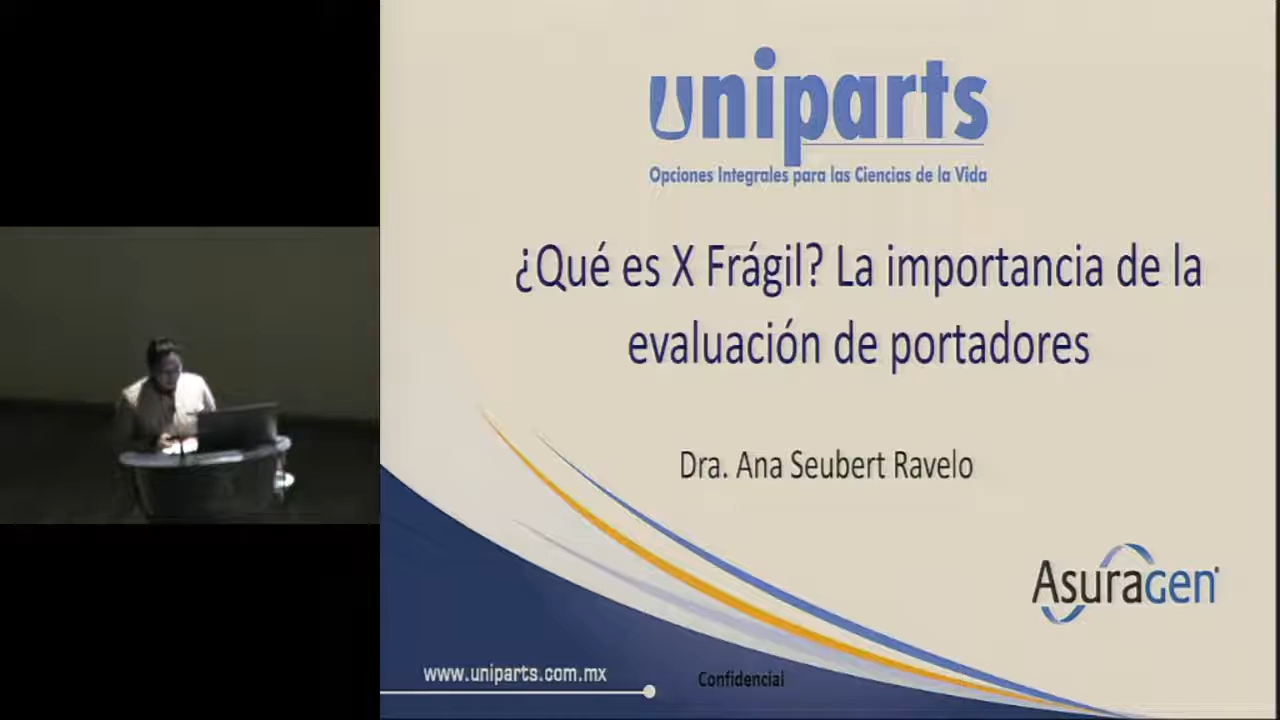 uniparts
Opciones Integrales para las Ciencias de la Vida
¿Qué es X Frágil? La importancia de la
evaluación de portadores
Dra. Ana Seubert Ravelo
Asuragen
www.uniparts.com.mx
Confidencial